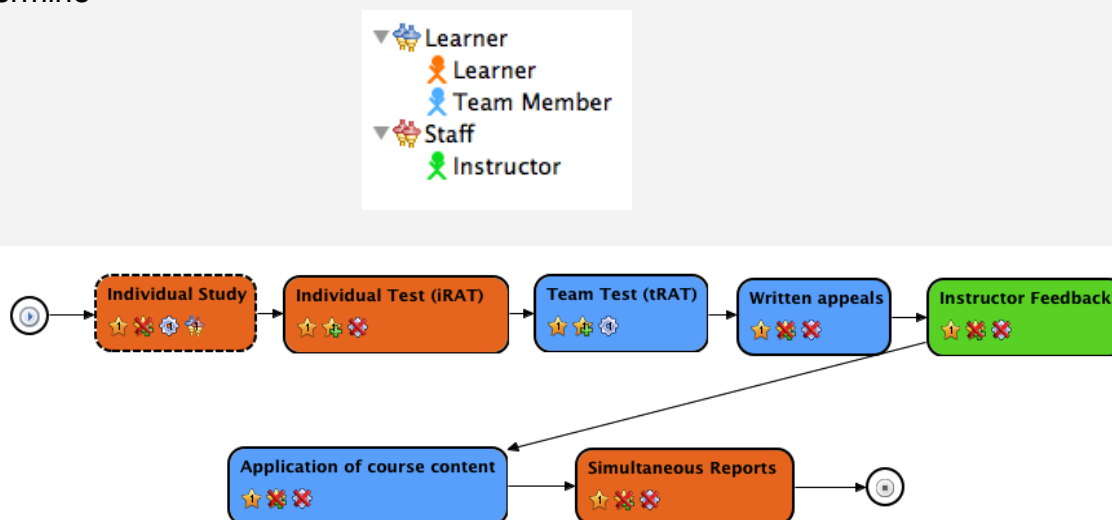 Learner
Learner
Team Member
Staff
Instructor
Individual Study
Individual Test (iRAT)
Team Test (tRAT)
Written appeals
Instructor Feedback
Application of course content
Simultaneous Reports